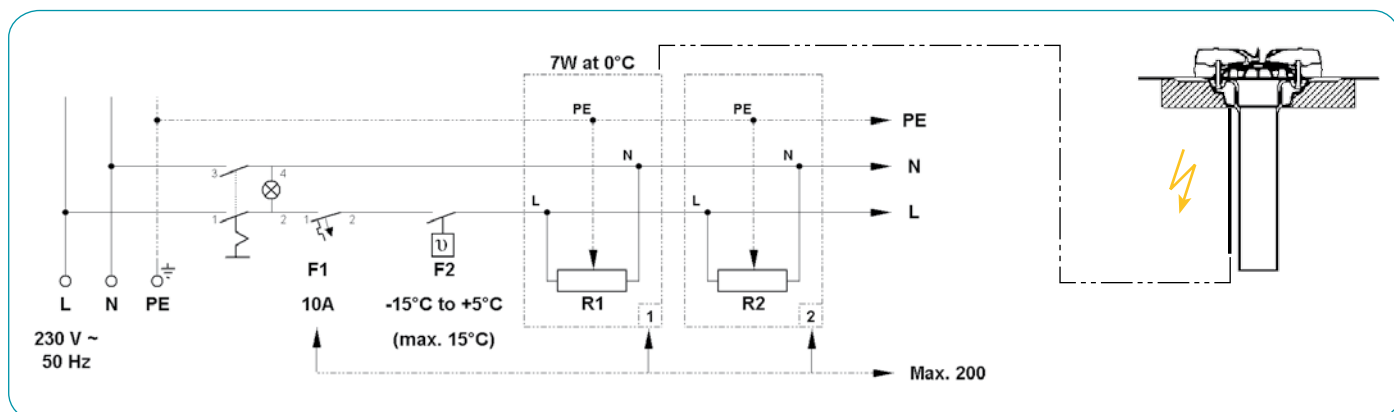 7W at 0°C
PE PE PE
3 4 N N N
1 2 1 2 L L L
F1 F2 R1 R2
L N PE 10A -15°C to +5°C 1 2
230 V ~ (max. 15°C)
50 Hz
Max. 200
υ